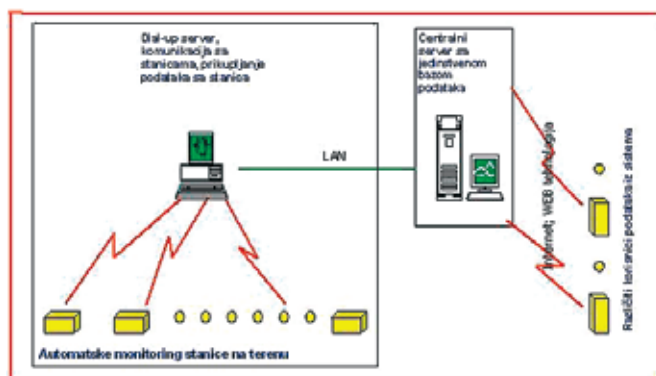 Dial-up server,
komunikacija sa
stanicama, prikupljanje
podataka sa stanica
Centralni
server sa
jedinstvenom
bazom
podataka
LAN
Internet; WEB tehnologija
Različiti korisnici podataka iz sistema
Automatske monitoring stanice na terenu